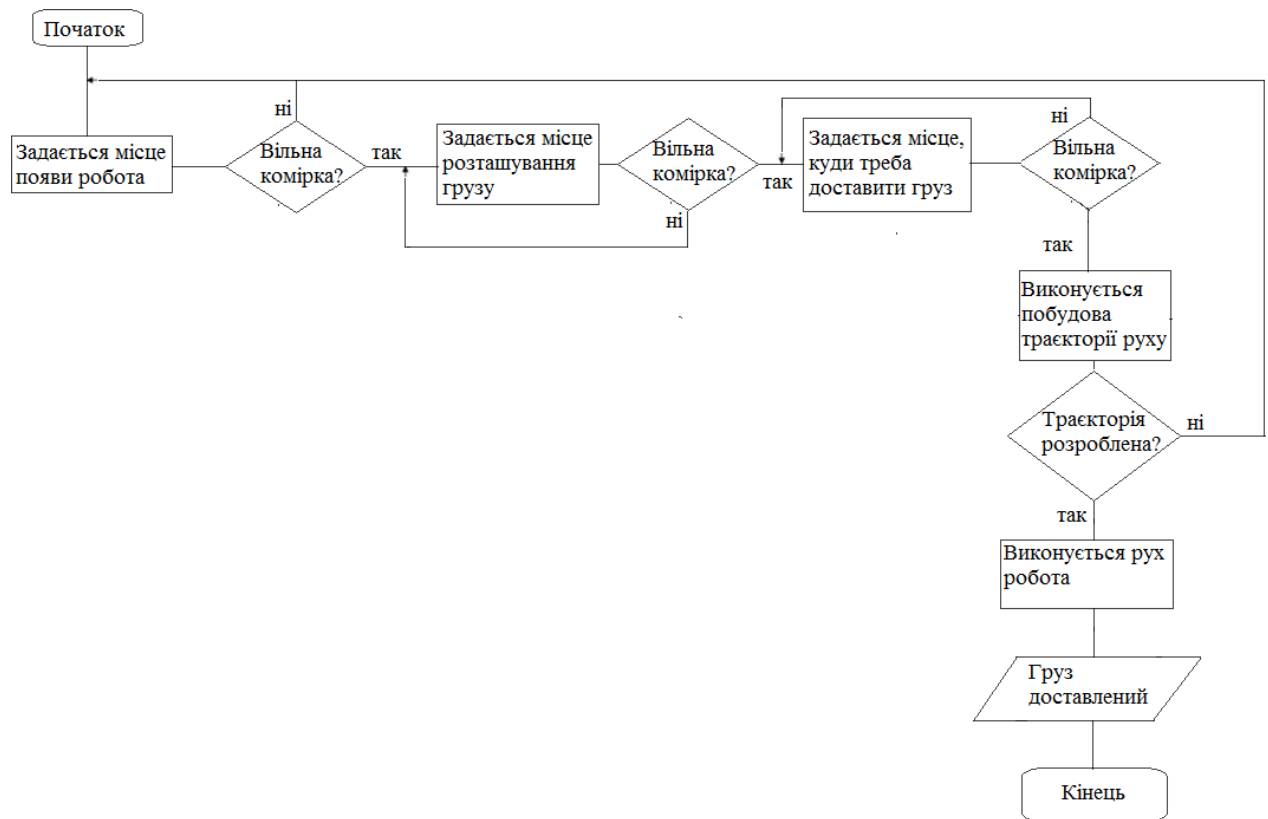 Початок
ні
Задається місце
появи робота
Вільна
комірка?
так
Задається місце
розташування
грузу
Вільна
комірка?
ні
так
Задається місце,
куди треба
доставити груз
ні
Вільна
комірка?
так
Виконується
побудова
траєкторії руху
Траєкторія
розроблена?
ні
так
Виконується рух
робота
Груз
доставлений
Кінець